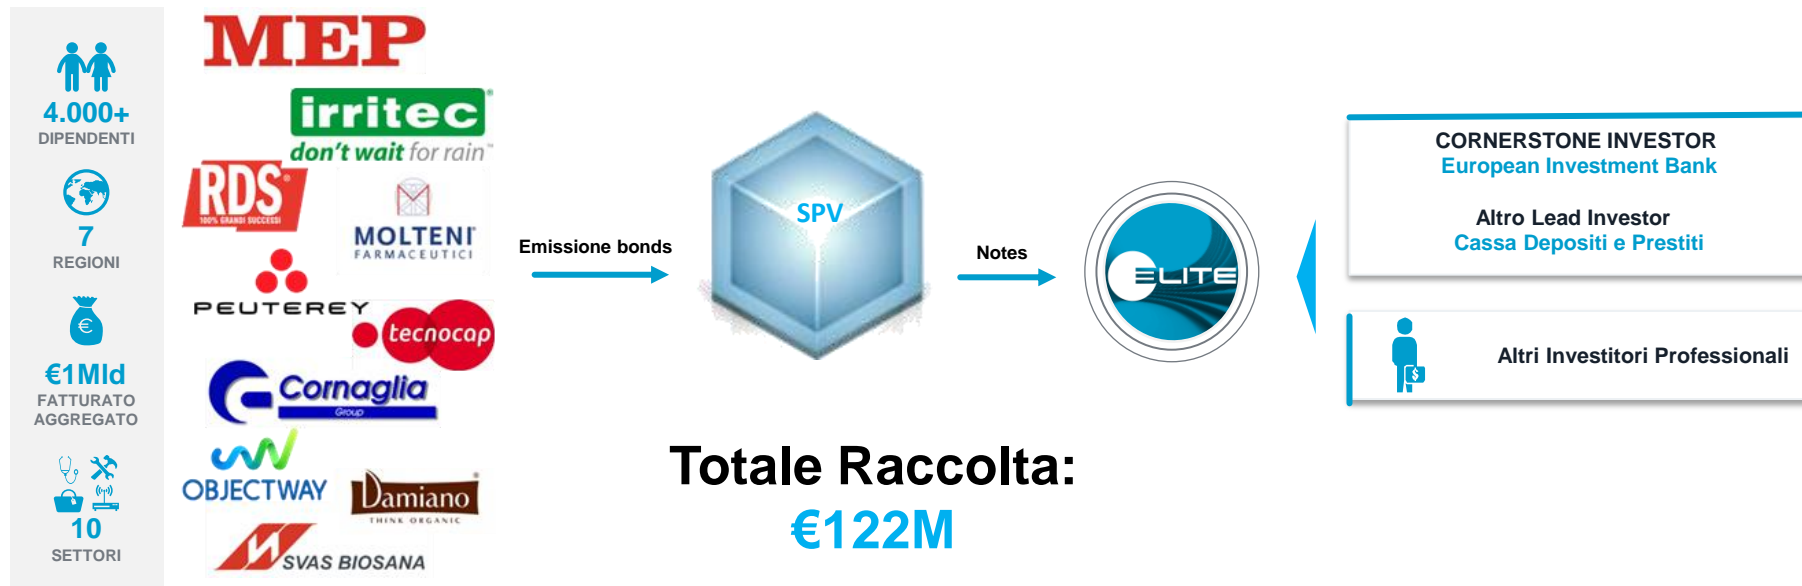 4.000+
DIPENDENTI
7
REGIONI
€
€1Mld
FATTURATO
AGGREGATO
10
SETTORI
MEP
irritec
don't wait for rain™
RDS®
100% GRANDI SUCCESSI
MOLTENI
FARMACEUTICI
PEUTEREY
tecnocap
Cornaglia
Group
OBJECTWAY
Damiano®
THINK ORGANIC
SVAS BIOSANA
Emissione bonds
SPV
Notes
ELITE
Totale Raccolta:
€122M
CORNERSTONE INVESTOR
European Investment Bank
Altro Lead Investor
Cassa Depositi e Prestiti
$
Altri Investitori Professionali